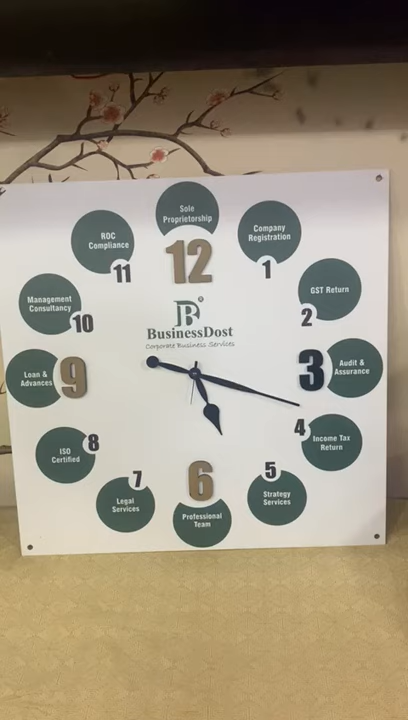 Sole
Proprietorship
12
Company
Registration
1
GST Return
2
Audit &
Assurance
3
Income Tax
Return
4
Strategy
Services
5
Professional
Team
6
Legal
Services
7
ISO
Certified
8
Loan &
Advances
9
Management
Consultancy
10
ROC
Compliance
11
B®
BusinessDost
Corporate Business Services